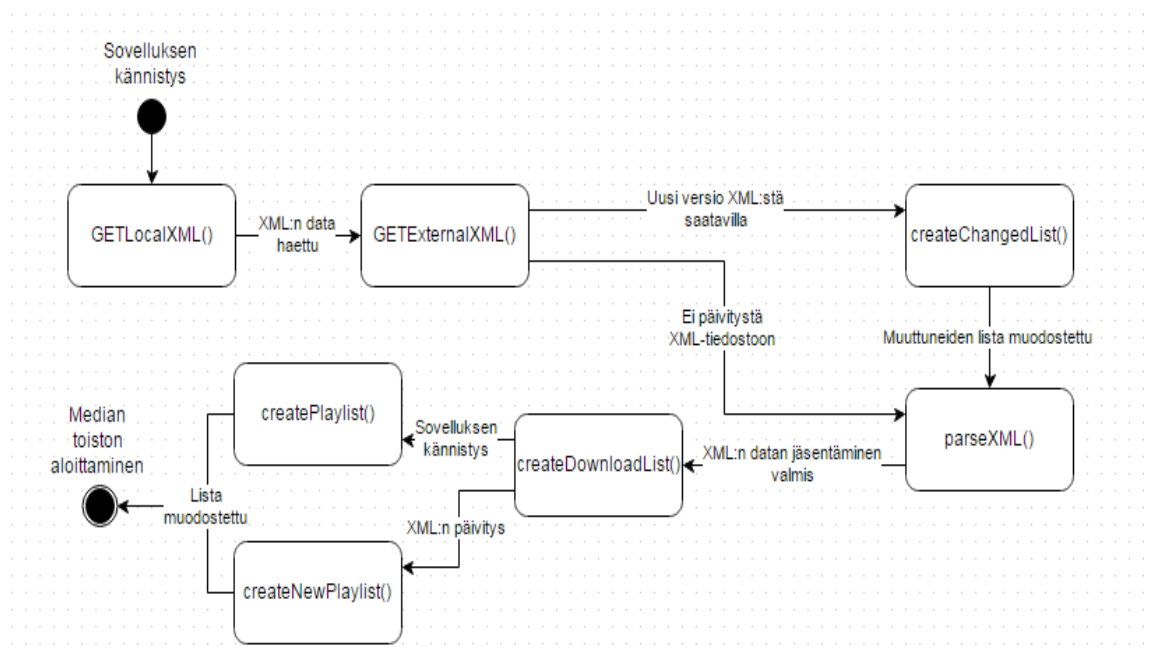 Sovelluksen
kännistys
GETLocalXML()
XML:n data
haettu
GETExternalXML()
Uusi versio XML:stä
saatavilla
createChangedList()
Ei päivitystä
XML-tiedostoon
Muuttuneiden lista muodostettu
parseXML()
XML:n datan jäsentäminen
valmis
createDownloadList()
Sovelluksen
kännistys
createPlaylist()
XML:n päivitys
createNewPlaylist()
Lista
muodostettu
Median
toiston
aloittaminen